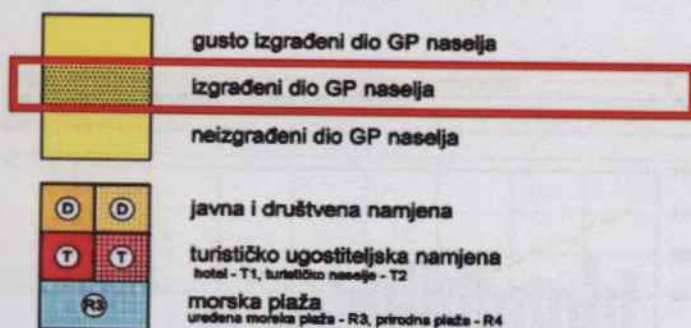 gusto izgrađeni dio GP naselja
izgrađeni dio GP naselja
neizgrađeni dio GP naselja
D D javna i društvena namjena
T T turističko ugostiteljska namjena
hotel - T1, turističko naselje - T2
R3 morska plaža
uređena morska plaža - R3, prirodna plaža - R4